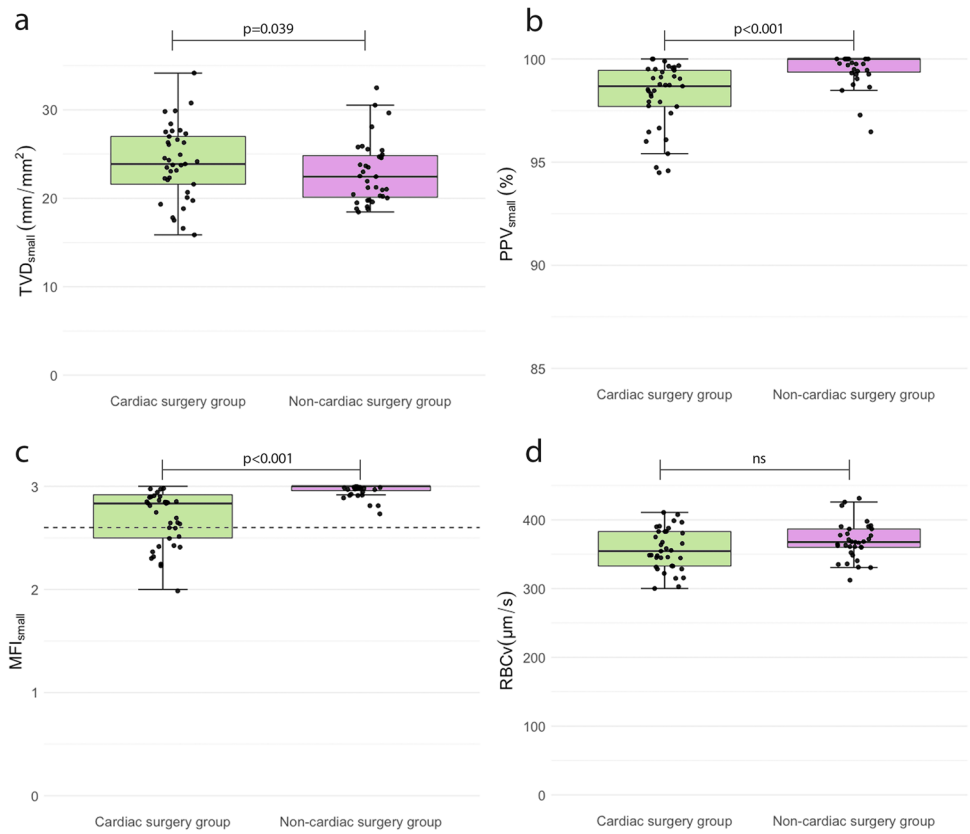 a
p=0.039
TVDsmall (mm/mm²)
30
20
10
0
Cardiac surgery group
Non-cardiac surgery group
b
p<0.001
PPVsmall (%)
100
95
90
85
Cardiac surgery group
Non-cardiac surgery group
c
p<0.001
MFIsmall
3
2
1
0
Cardiac surgery group
Non-cardiac surgery group
d
ns
RBCv(µm/s)
400
300
200
100
0
Cardiac surgery group
Non-cardiac surgery group